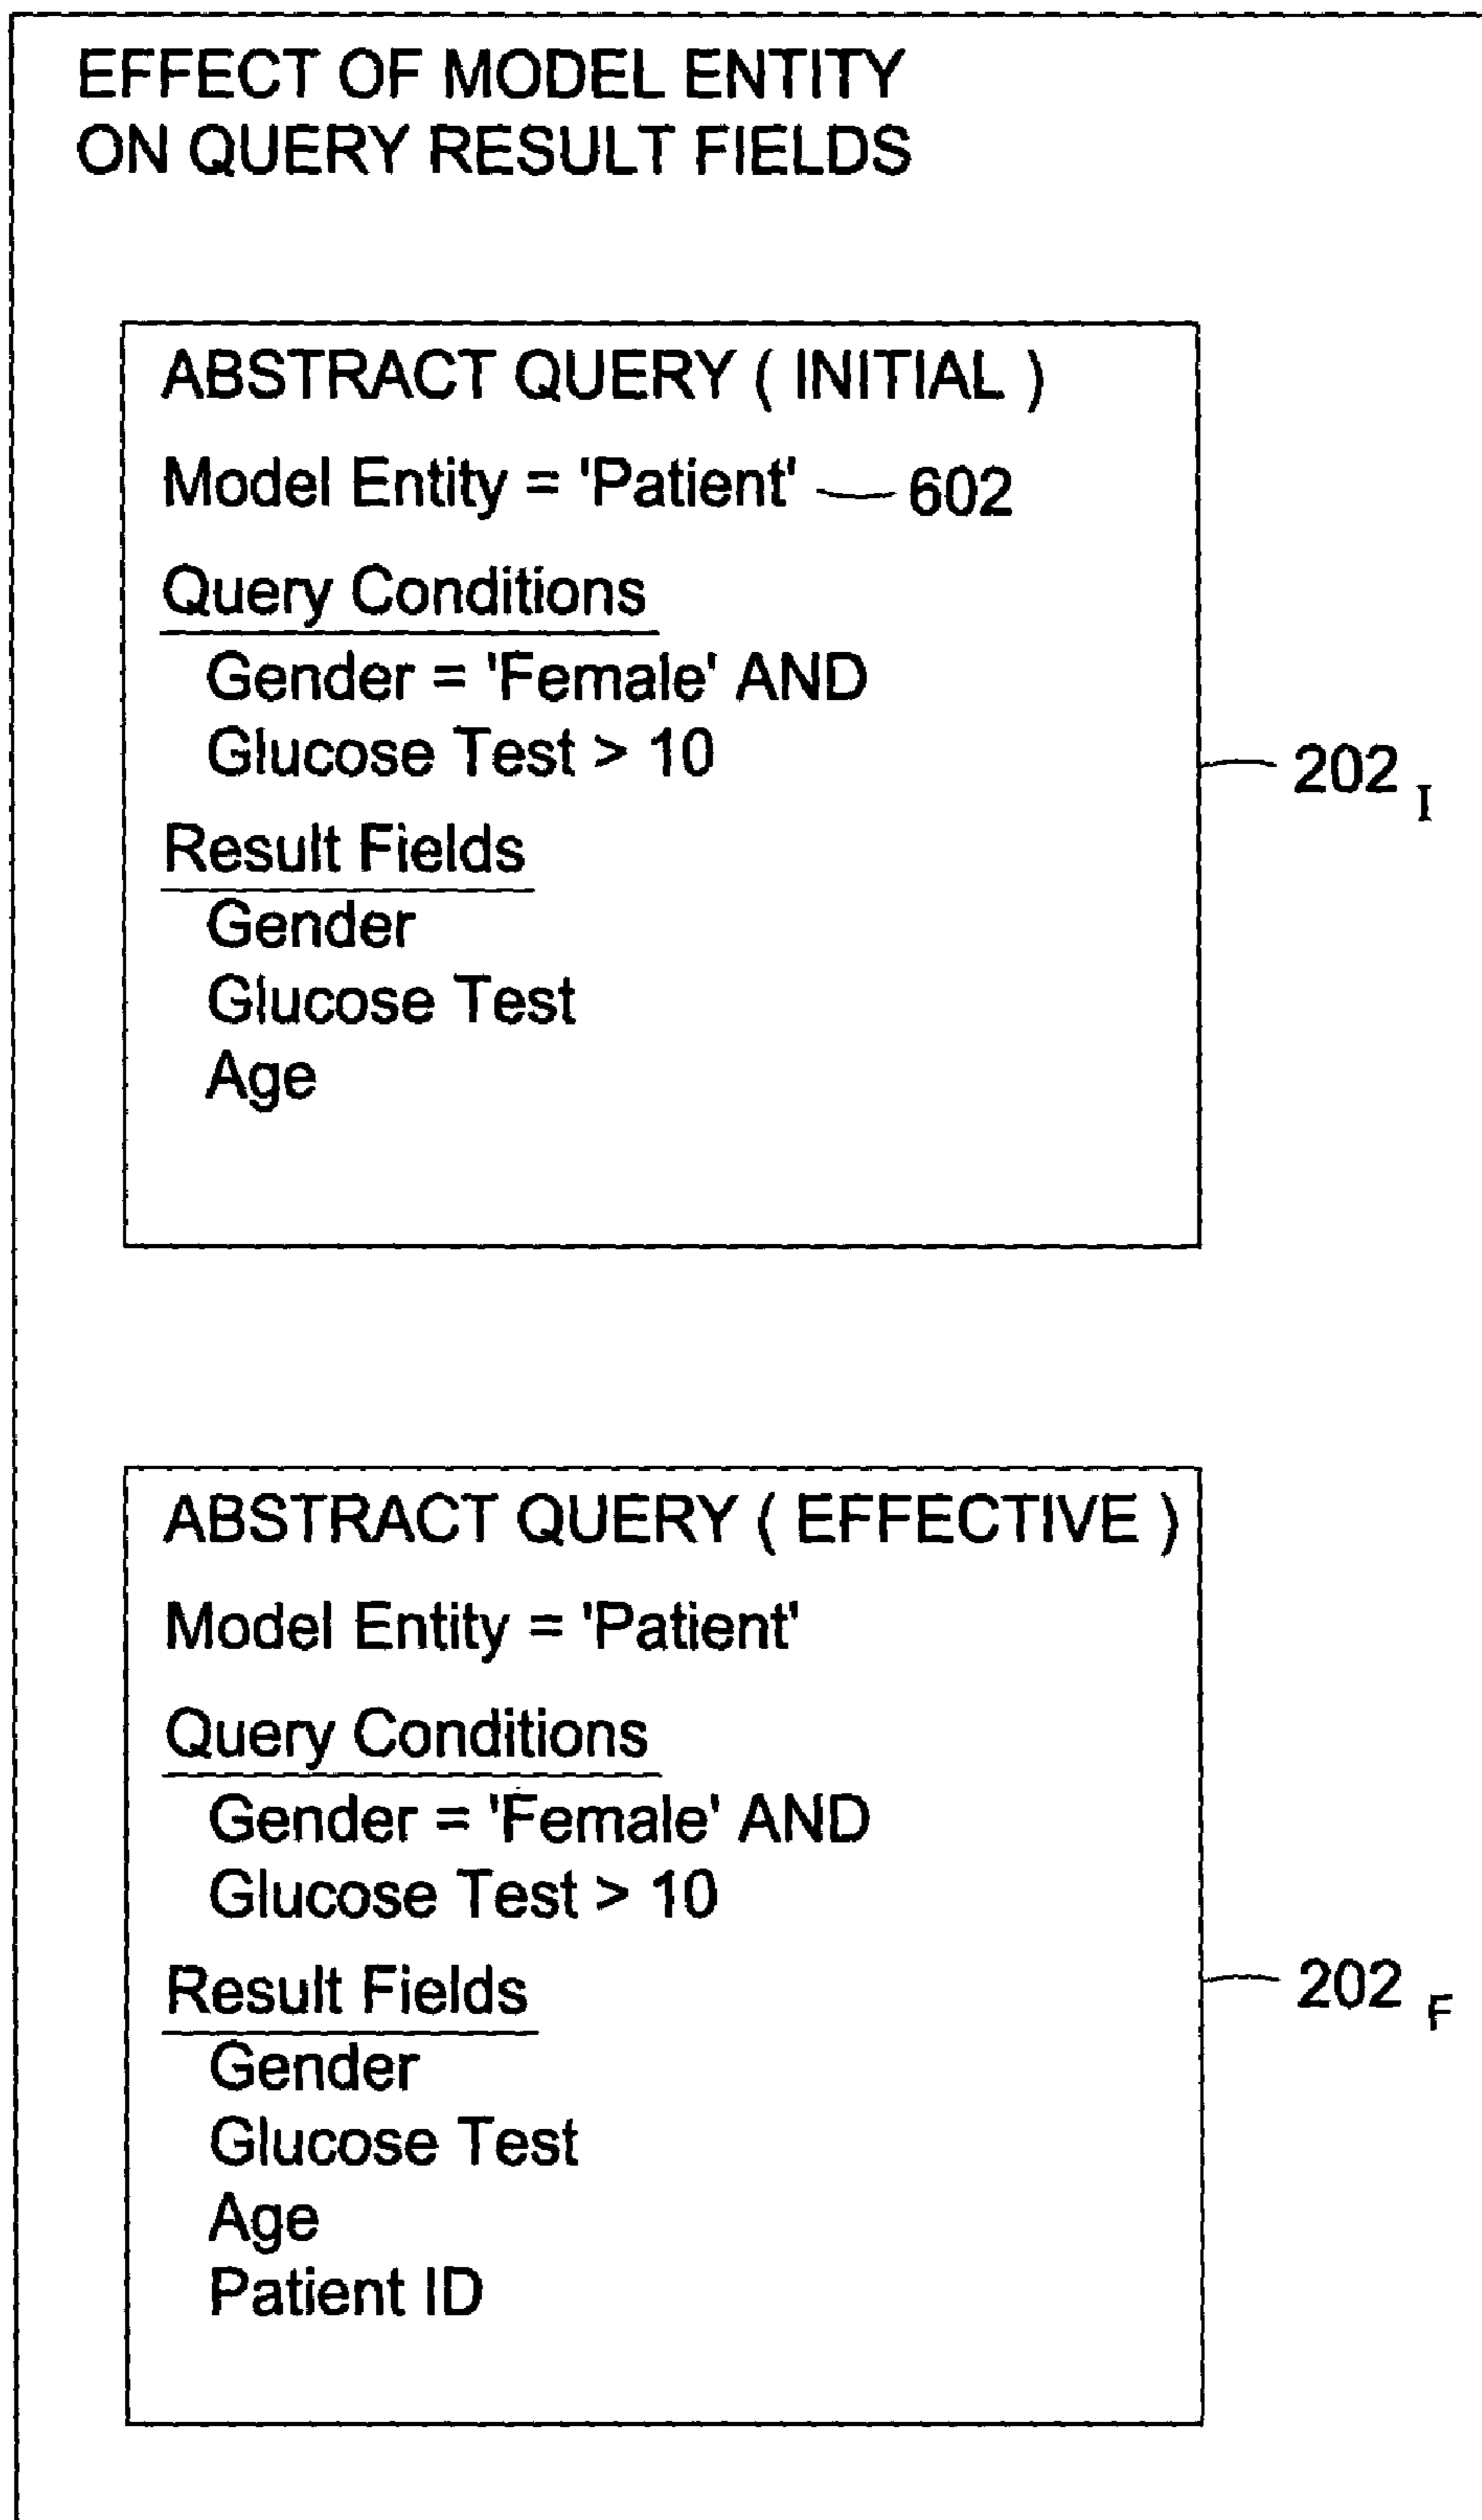 EFFECT OF MODEL ENTITY
ON QUERY RESULT FIELDS
ABSTRACT QUERY ( INITIAL )
Model Entity = 'Patient' 602
Query Conditions
Gender = 'Female' AND
Glucose Test > 10
202 I
Result Fields
Gender
Glucose Test
Age
ABSTRACT QUERY ( EFFECTIVE )
Model Entity = 'Patient'
Query Conditions
Gender = 'Female' AND
Glucose Test > 10
Result Fields
202 F
Gender
Glucose Test
Age
Patient ID